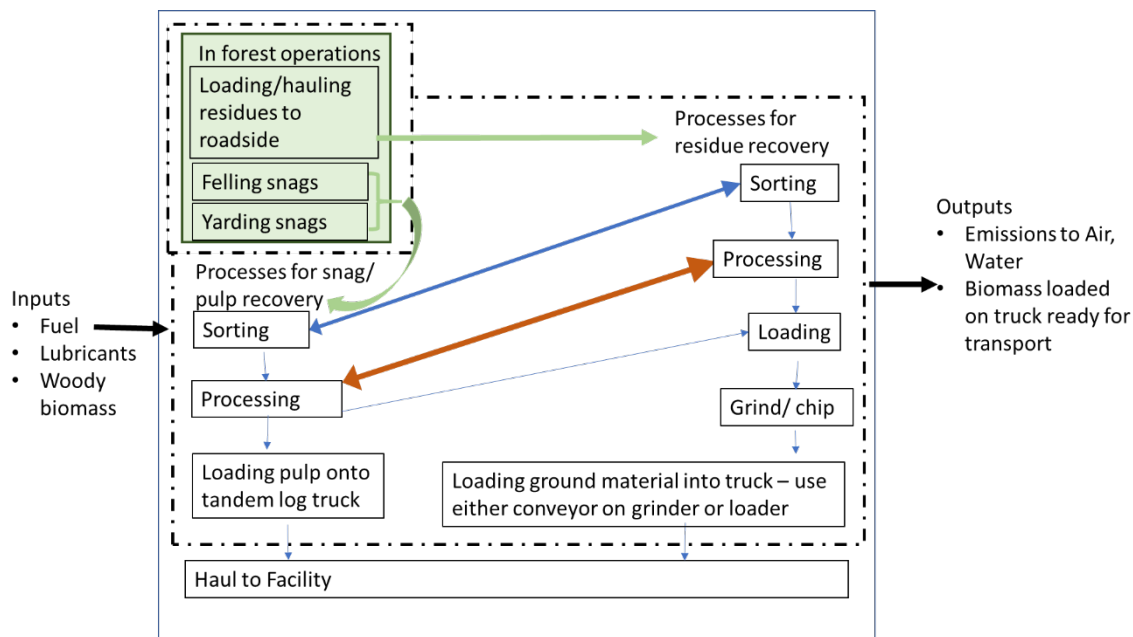 In forest operations
Loading/hauling
residues to
roadside
Felling snags
Yarding snags
Processes for
residue recovery
Sorting
Processing
Loading
Grind/ chip
Loading ground material into truck – use
either conveyor on grinder or loader
Processes for snag/
pulp recovery
Sorting
Processing
Loading pulp onto
tandem log truck
Haul to Facility
Inputs
• Fuel
• Lubricants
• Woody
biomass
Outputs
• Emissions to Air,
Water
• Biomass loaded
on truck ready for
transport